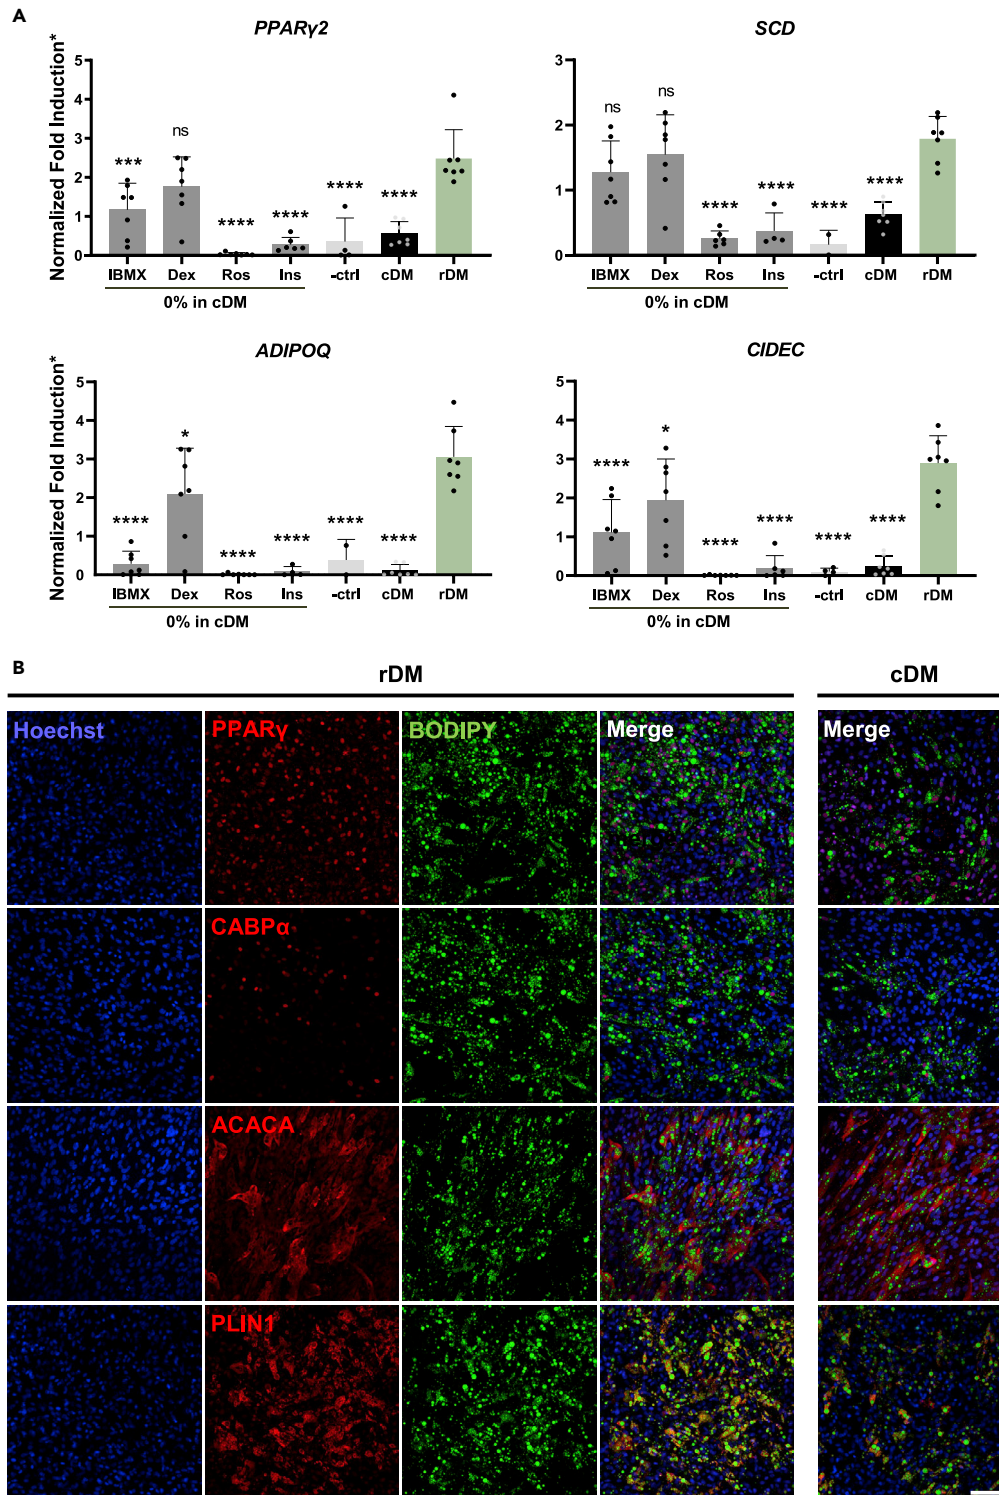 A
PPARγ2
Normalized Fold Induction*
5
4
3
2
1
0
***
ns
****
****
****
****
IBMX Dex Ros Ins -ctrl cDM rDM
0% in cDM
SCD
3
2
1
0
ns
ns
****
****
****
****
IBMX Dex Ros Ins -ctrl cDM rDM
0% in cDM
ADIPOQ
Normalized Fold Induction*
5
4
3
2
1
0
****
*
****
****
****
****
IBMX Dex Ros Ins -ctrl cDM rDM
0% in cDM
CIDEC
5
4
3
2
1
0
****
*
****
****
****
****
IBMX Dex Ros Ins -ctrl cDM rDM
0% in cDM
B
rDM cDM
Hoechst PPARγ BODIPY Merge Merge
CABPα
ACACA
PLIN1